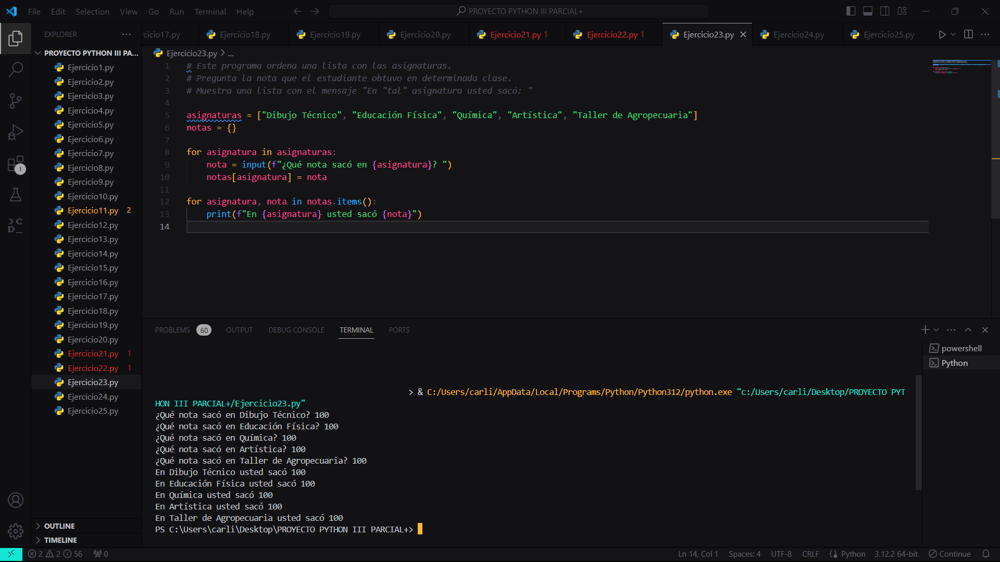 File Edit Selection View Go Run Terminal Help
PROYECTO PYTHON III PARCIAL+
EXPLORER
rcicio17.py Ejercicio18.py Ejercicio19.py Ejercicio20.py Ejercicio21.py 1 Ejercicio22.py 1 Ejercicio23.py Ejercicio24.py Ejercicio25.py
PROYECTO PYTHON III PA...
Ejercicio1.py
Ejercicio2.py
Ejercicio3.py
Ejercicio4.py
Ejercicio5.py
Ejercicio6.py
Ejercicio7.py
Ejercicio8.py
Ejercicio9.py
Ejercicio10.py
Ejercicio11.py 2
Ejercicio12.py
Ejercicio13.py
Ejercicio14.py
Ejercicio15.py
Ejercicio16.py
Ejercicio17.py
Ejercicio18.py
Ejercicio19.py
Ejercicio20.py
Ejercicio21.py 1
Ejercicio22.py 1
Ejercicio23.py
Ejercicio24.py
Ejercicio25.py
OUTLINE
TIMELINE
1
Ejercicio23.py > ...
1 # Este programa ordena una lista con las asignaturas.
2 # Pregunta la nota que el estudiante obtuvo en determinada clase.
3 # Muestra una lista con el mensaje "En "tal" asignatura usted sacó: "
4
5 asignaturas = ["Dibujo Técnico", "Educación Física", "Química", "Artística", "Taller de Agropecuaria"]
6 notas = {}
7
8 for asignatura in asignaturas:
9 nota = input(f"¿Qué nota sacó en {asignatura}? ")
10 notas[asignatura] = nota
11
12 for asignatura, nota in notas.items():
13 print(f"En {asignatura} usted sacó {nota}")
14
PROBLEMS 60 OUTPUT DEBUG CONSOLE TERMINAL PORTS
powershell
Python
> & C:/Users/carli/AppData/Local/Programs/Python/Python312/python.exe "c:/Users/carli/Desktop/PROYECTO PYT
HON III PARCIAL+/Ejercicio23.py"
¿Qué nota sacó en Dibujo Técnico? 100
¿Qué nota sacó en Educación Física? 100
¿Qué nota sacó en Química? 100
¿Qué nota sacó en Artística? 100
¿Qué nota sacó en Taller de Agropecuaria? 100
En Dibujo Técnico usted sacó 100
En Educación Física usted sacó 100
En Química usted sacó 100
En Artística usted sacó 100
En Taller de Agropecuaria usted sacó 100
PS C:\Users\carli\Desktop\PROYECTO PYTHON III PARCIAL+>
2 2 56 0 Ln 14, Col 1 Spaces: 4 UTF-8 CRLF Python 3.12.2 64-bit Continue